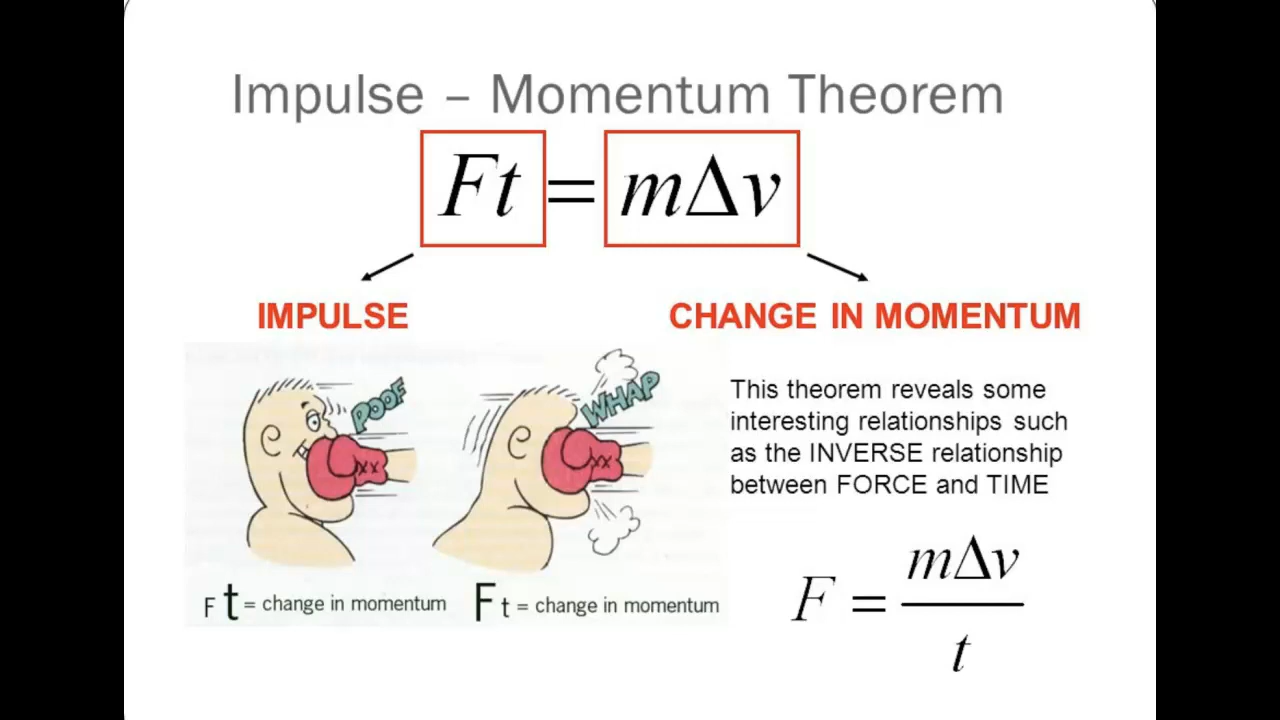 Impulse – Momentum Theorem
Ft = mΔv
IMPULSE
CHANGE IN MOMENTUM
POOF
WHAP
This theorem reveals some
interesting relationships such
as the INVERSE relationship
between FORCE and TIME
F t = change in momentum
F t = change in momentum
F = mΔv / t